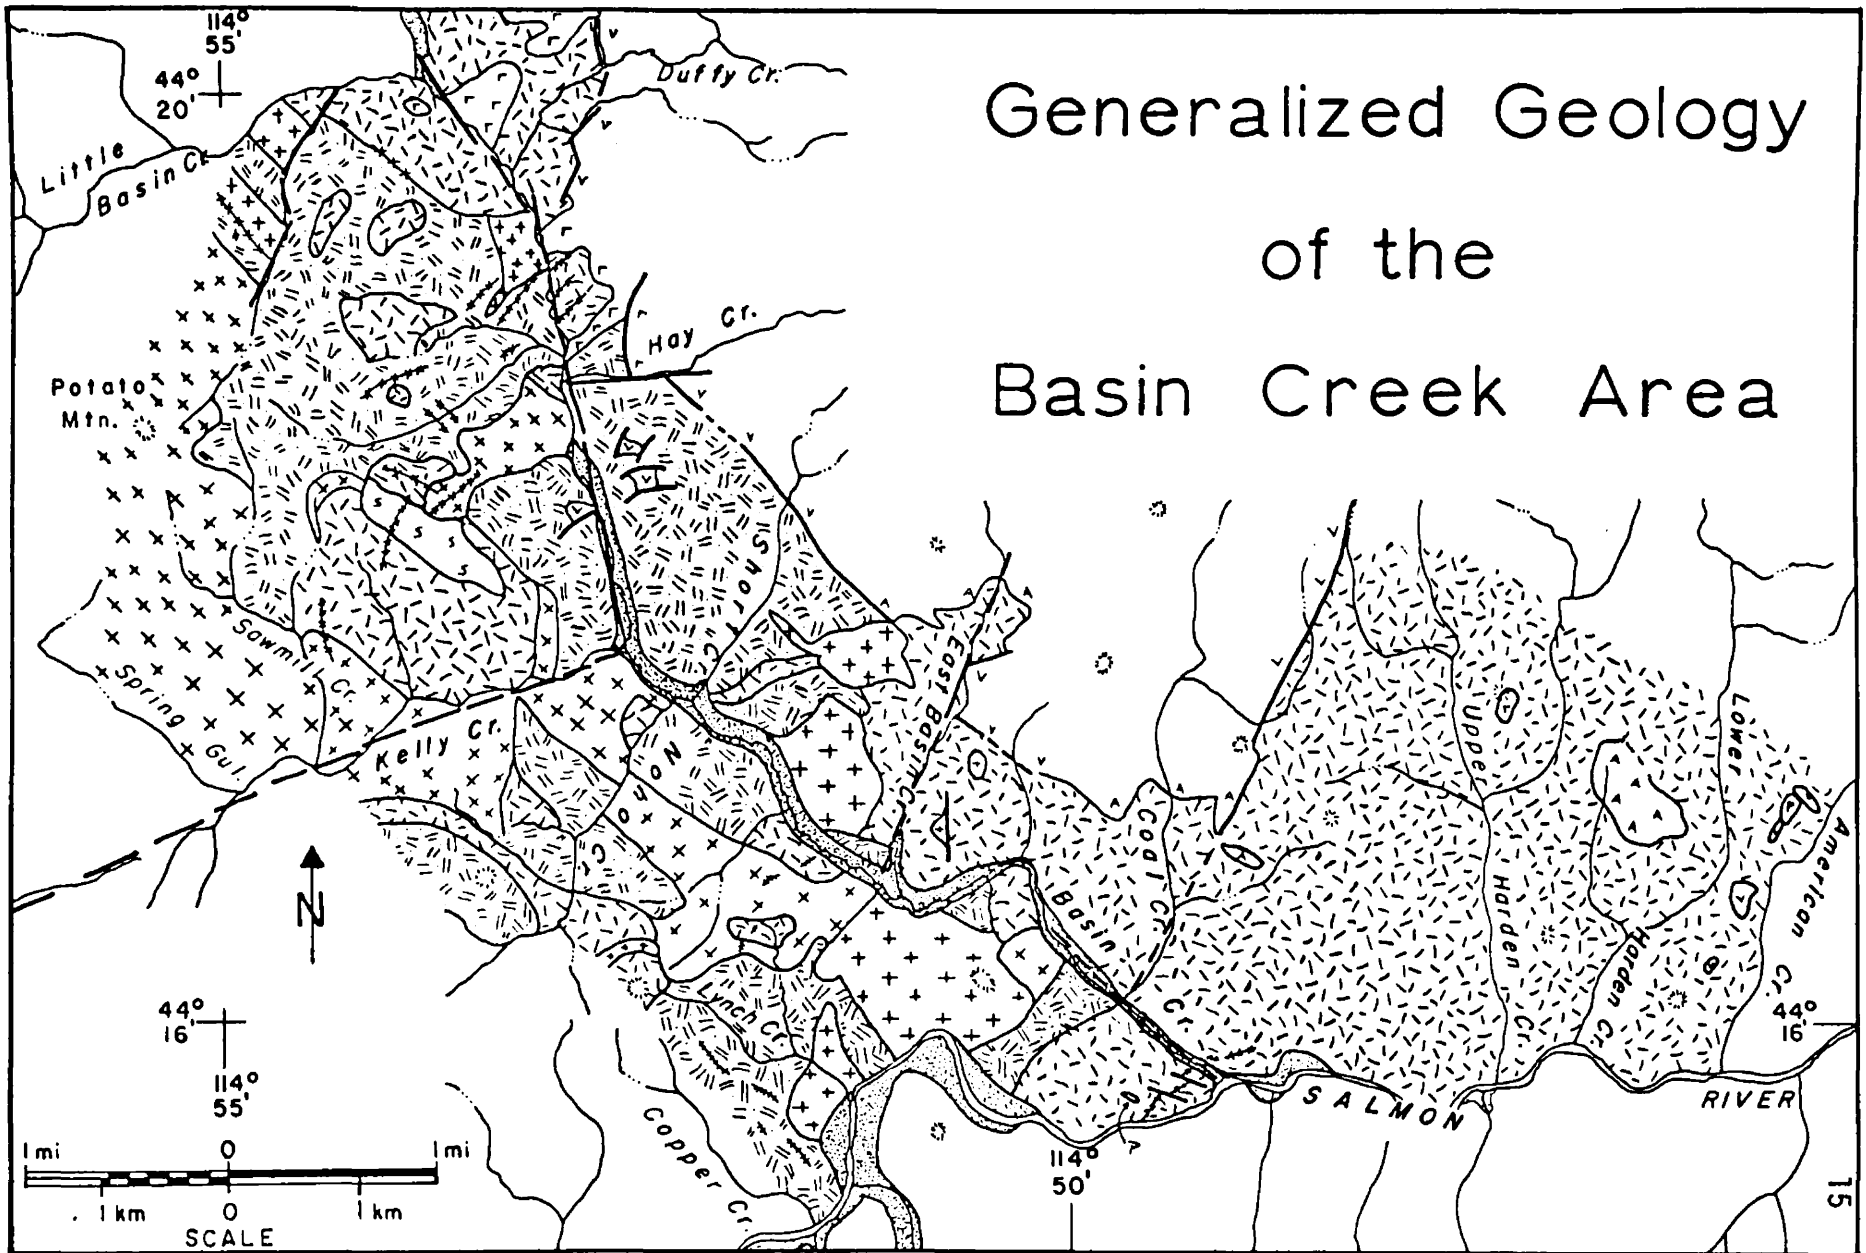 Generalized Geology
of the
Basin Creek Area
114°
55'
44°
20'
Duffy Cr.
Little
Basin Cr.
Hay Cr.
Potato
Mtn.
Short Cr.
Sawmill Cr.
Spring Gul.
Kelly Cr.
Noho C
East Basin Cr.
Coal Cr.
Basin Cr.
Upper Harden Cr.
Lower Harden Cr.
American Cr.
Lynch Cr.
Copper Cr.
SALMON RIVER
N
44°
16'
114°
55'
44°
16'
114°
50'
1 mi 0 1 mi
1 km 0 1 km
SCALE
15